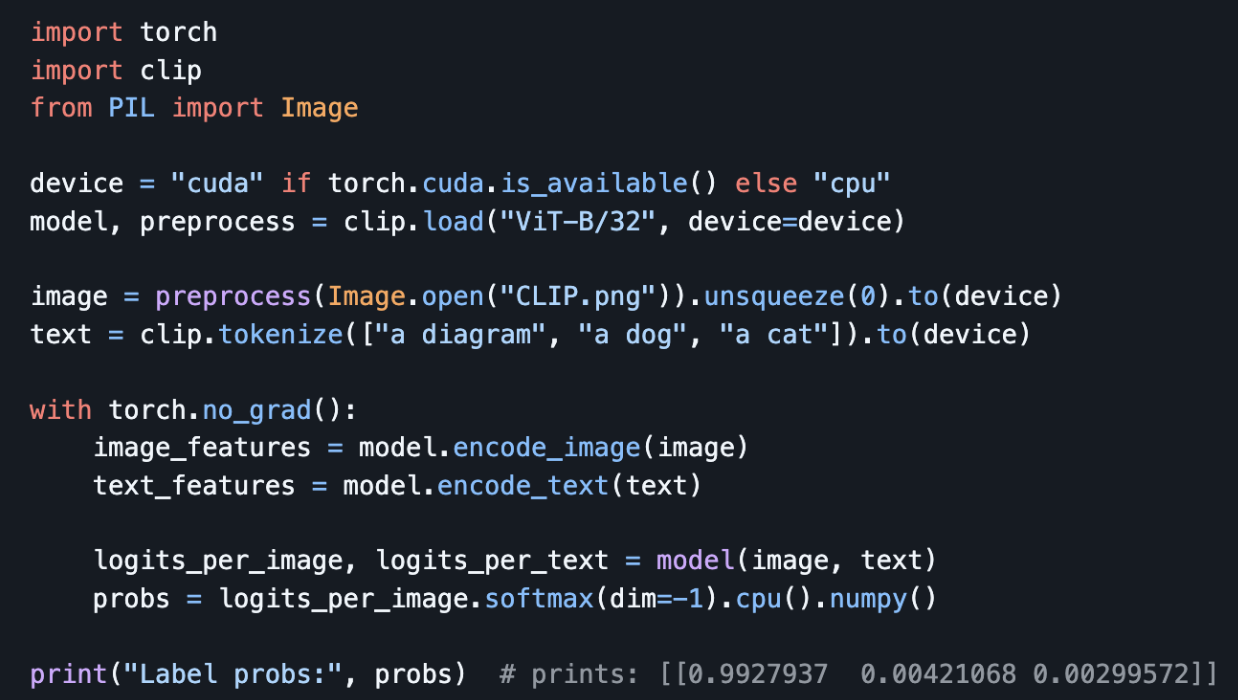 import torch
import clip
from PIL import Image

device = "cuda" if torch.cuda.is_available() else "cpu"
model, preprocess = clip.load("ViT-B/32", device=device)

image = preprocess(Image.open("CLIP.png")).unsqueeze(0).to(device)
text = clip.tokenize(["a diagram", "a dog", "a cat"]).to(device)

with torch.no_grad():
    image_features = model.encode_image(image)
    text_features = model.encode_text(text)

    logits_per_image, logits_per_text = model(image, text)
    probs = logits_per_image.softmax(dim=-1).cpu().numpy()

print("Label probs:", probs)  # prints: [[0.9927937  0.00421068 0.00299572]]